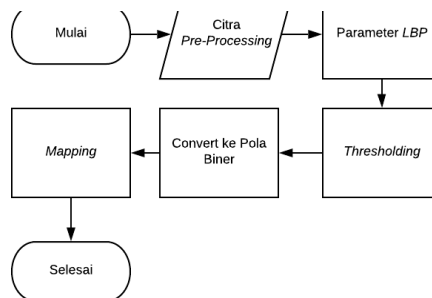 Mulai
Citra
Pre-Processing
Parameter LBP
Thresholding
Convert ke Pola
Biner
Mapping
Selesai